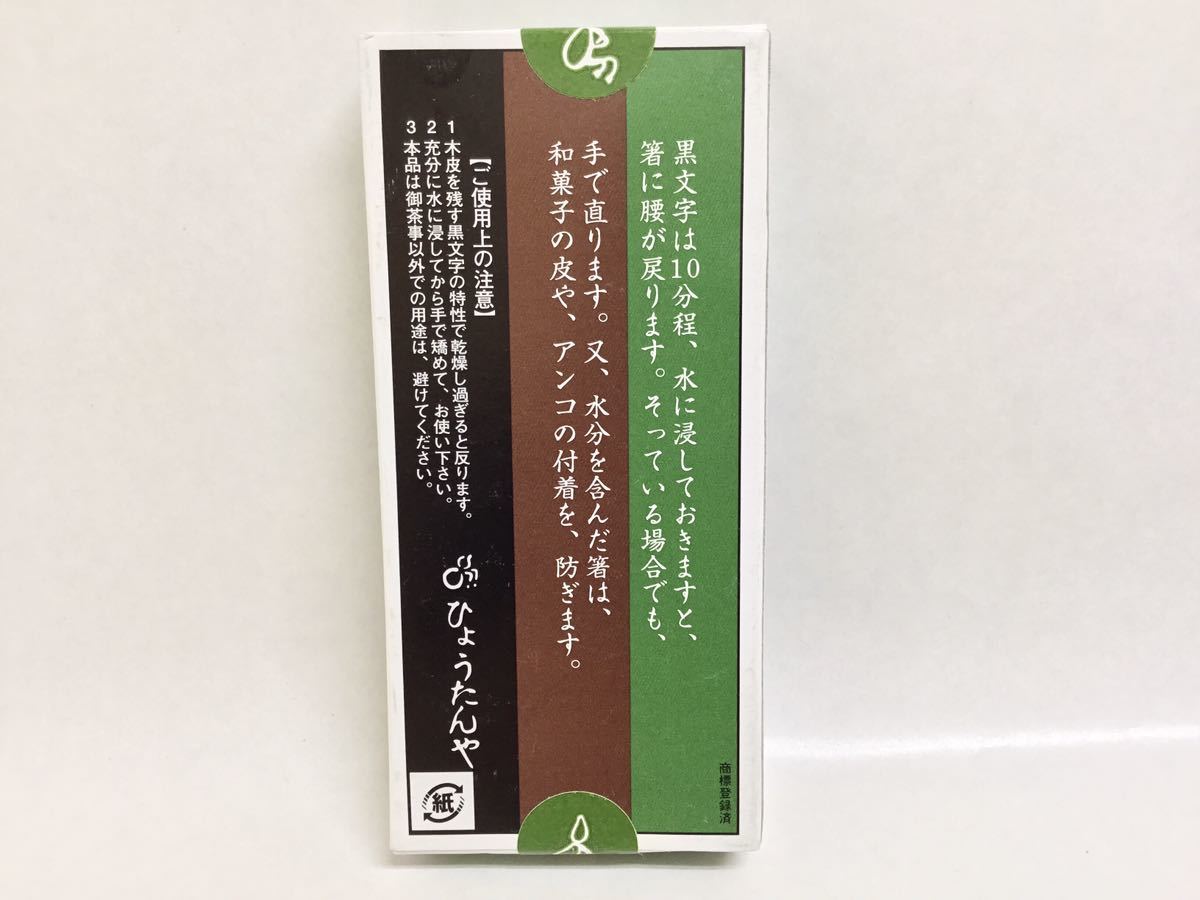 黒文字は10分程、水に浸しておきますと、
箸に腰が戻ります。そっている場合でも、
手で直ります。又、水分を含んだ箸は、
和菓子の皮や、アンコの付着を、防ぎます。
【ご使用上の注意】
1 木皮を残す黒文字の特性で乾燥し過ぎると反ります。
2 充分に水に浸してから手で矯めて、お使い下さい。
3 本品は御茶事以外での用途は、避けてください。
ひょうたんや
紙
商標登録済